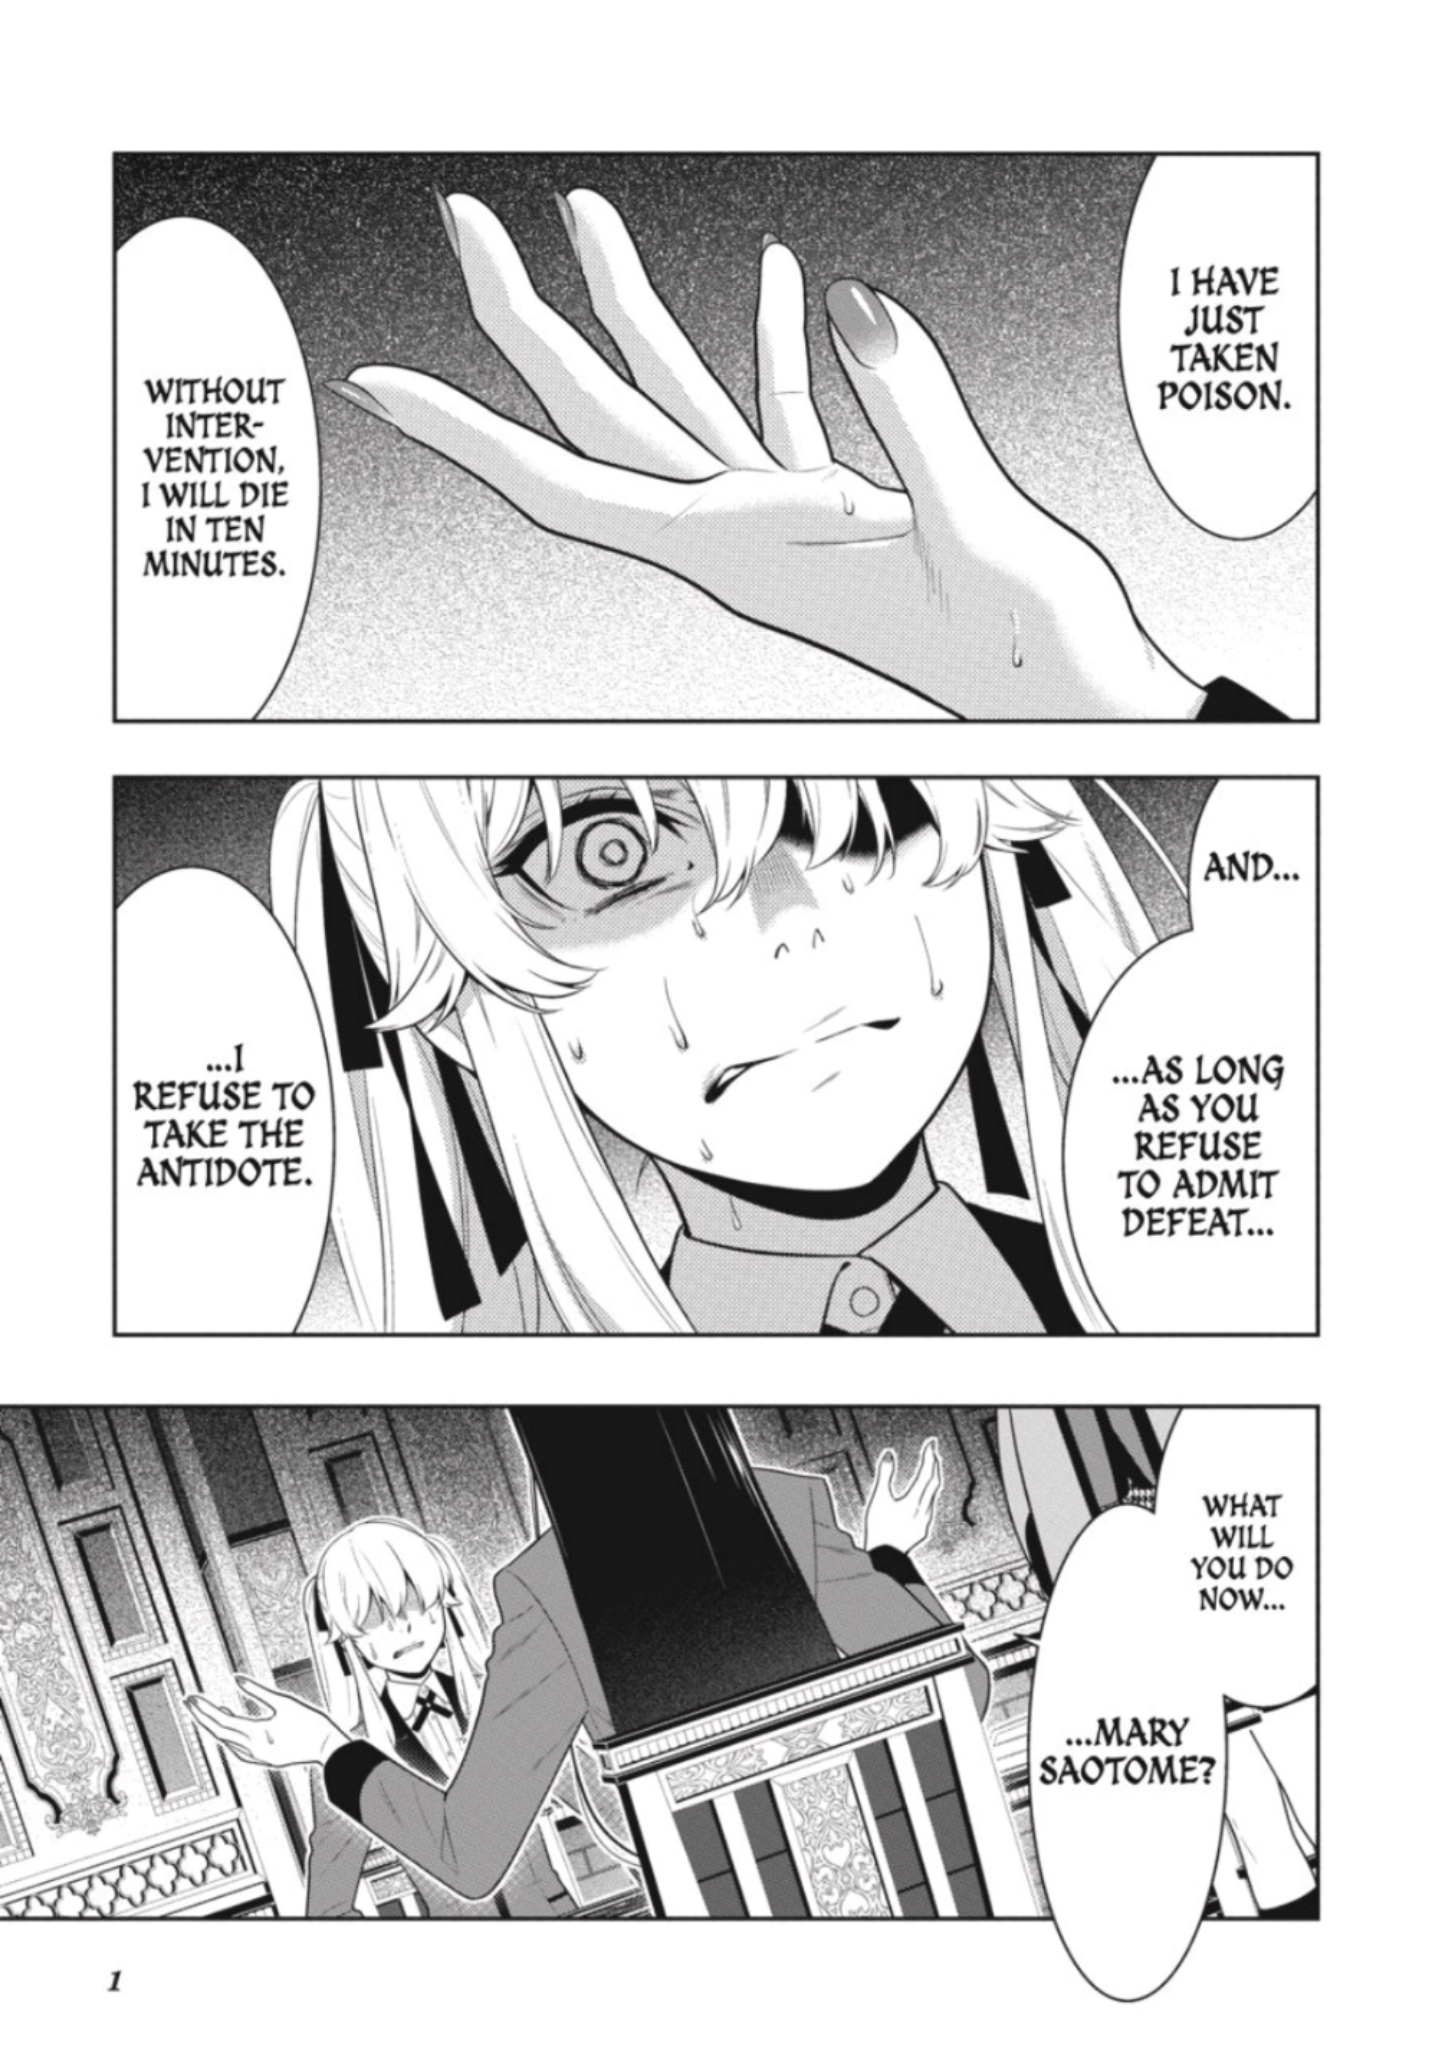 I HAVE
JUST
TAKEN
POISON.
WITHOUT
INTER-
VENTION,
I WILL DIE
IN TEN
MINUTES.
AND...
...AS LONG
AS YOU
REFUSE
TO ADMIT
DEFEAT...
...I
REFUSE TO
TAKE THE
ANTIDOTE.
WHAT
WILL
YOU DO
NOW...
...MARY
SAOTOME?
1